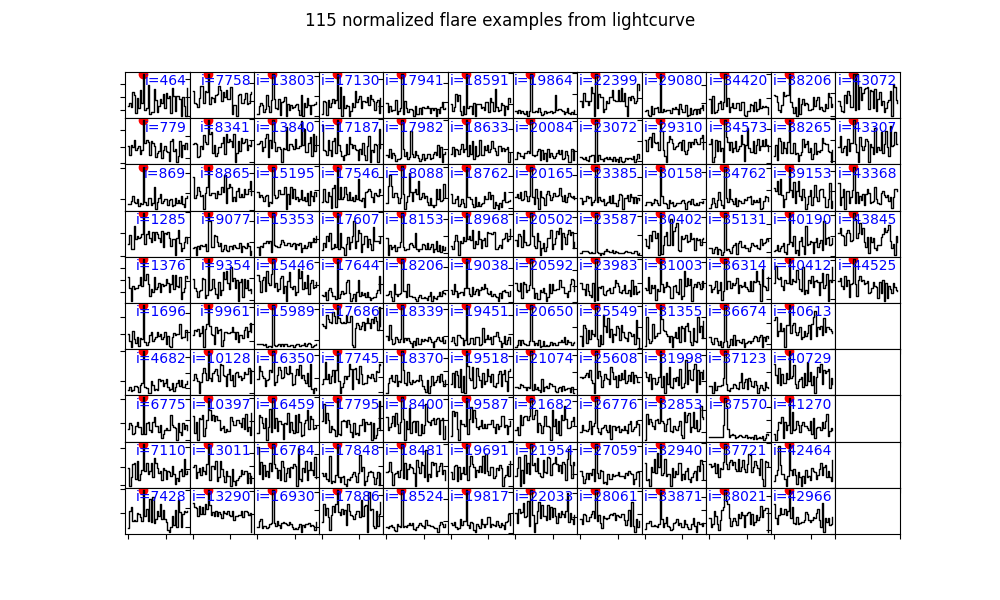 115 normalized flare examples from lightcurve
i=464 i=7758 i=13803 i=17130 i=17941 i=18591 i=19864 i=22399 i=29080 i=34420 i=38206 i=43072
i=779 i=8341 i=13840 i=17187 i=17982 i=18633 i=20084 i=23072 i=29310 i=34573 i=38265 i=43307
i=869 i=8865 i=15195 i=17546 i=18088 i=18762 i=20165 i=23385 i=30158 i=34762 i=39153 i=43368
i=1285 i=9077 i=15353 i=17607 i=18153 i=18968 i=20502 i=23587 i=30402 i=35131 i=40190 i=43845
i=1376 i=9354 i=15446 i=17644 i=18206 i=19038 i=20592 i=23983 i=31003 i=36314 i=40412 i=44525
i=1696 i=9961 i=15989 i=17686 i=18339 i=19451 i=20650 i=25549 i=31355 i=36674 i=40613
i=4682 i=10128 i=16350 i=17745 i=18370 i=19518 i=21074 i=25608 i=31998 i=37123 i=40729
i=6775 i=10397 i=16459 i=17795 i=18400 i=19587 i=21682 i=26776 i=32853 i=37570 i=41270
i=7110 i=13011 i=16784 i=17848 i=18481 i=19691 i=21954 i=27059 i=32940 i=37721 i=42464
i=7428 i=13290 i=16930 i=17886 i=18524 i=19817 i=22033 i=28061 i=33871 i=38021 i=42966